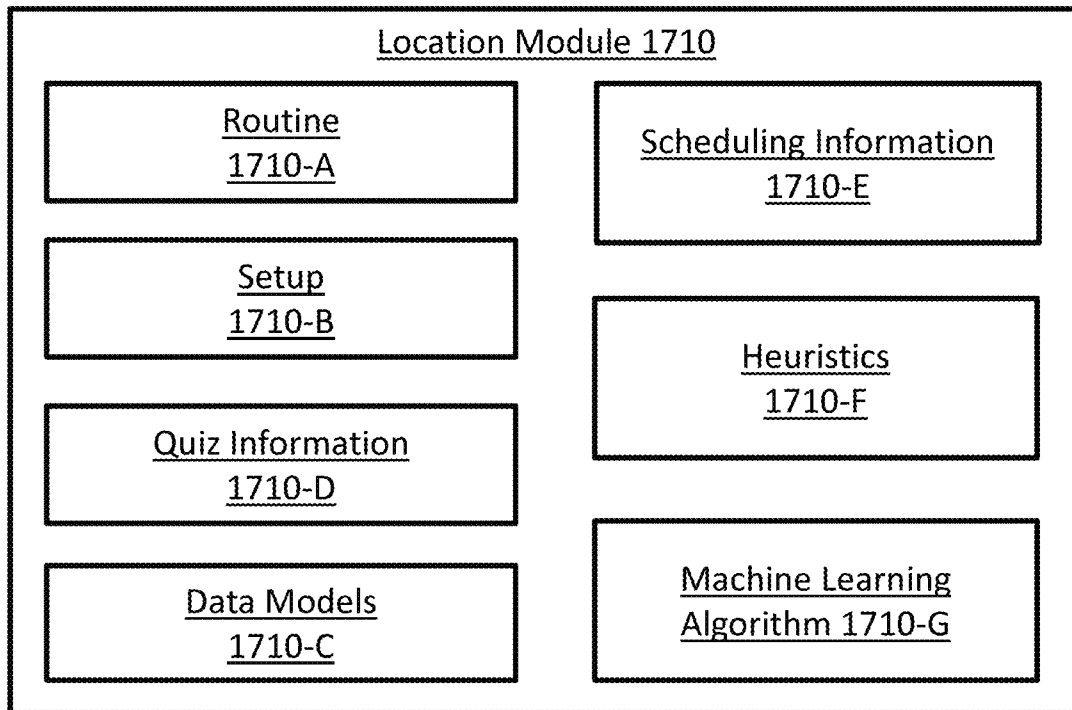 Location Module 1710
Routine
1710-A
Setup
1710-B
Quiz Information
1710-D
Data Models
1710-C
Scheduling Information
1710-E
Heuristics
1710-F
Machine Learning
Algorithm 1710-G